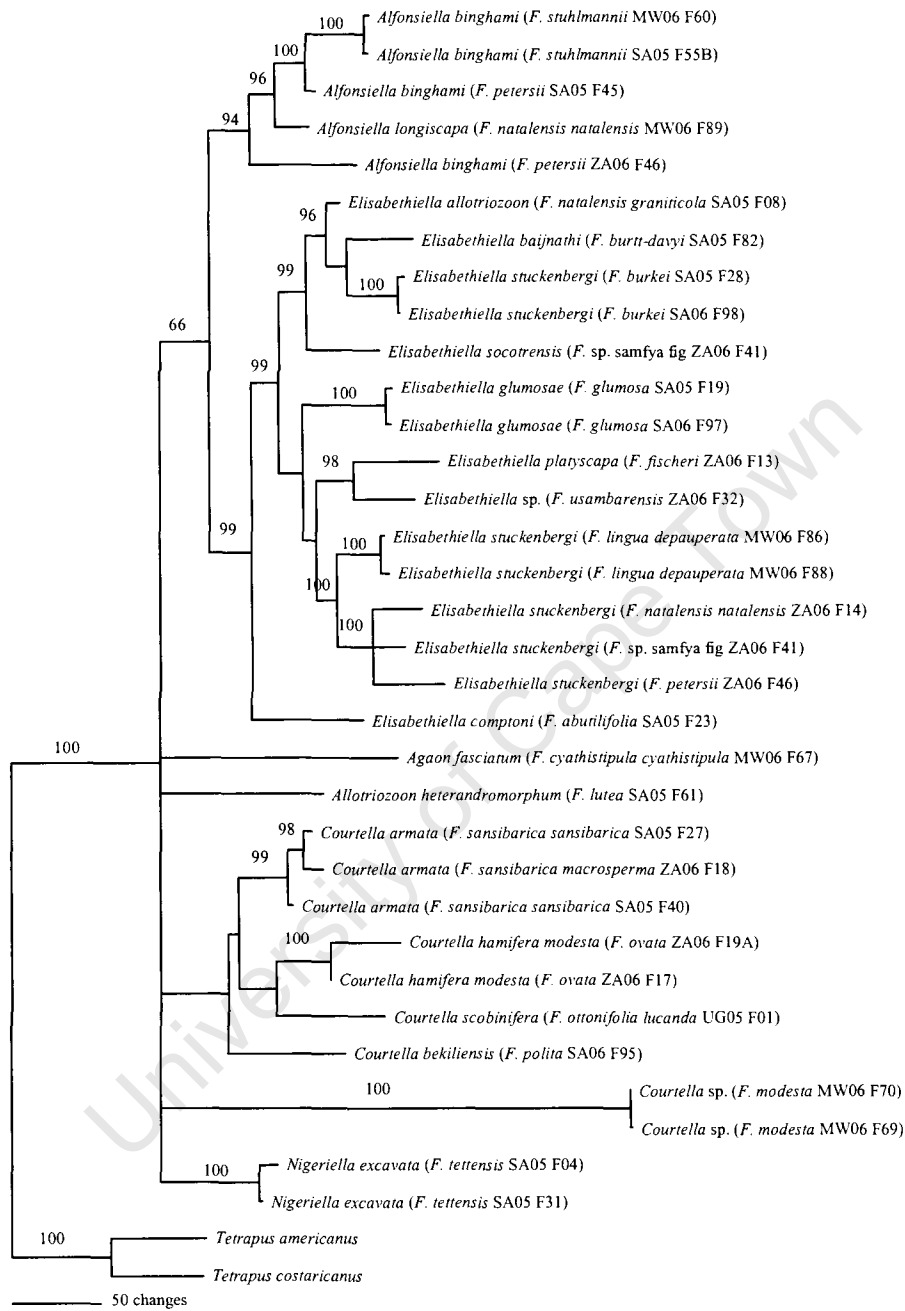 100
Alfonsiella binghami (F. stuhlmannii MW06 F60)
100
Alfonsiella binghami (F. stuhlmannii SA05 F55B)
96
Alfonsiella binghami (F. petersii SA05 F45)
94
Alfonsiella longiscapa (F. natalensis natalensis MW06 F89)
Alfonsiella binghami (F. petersii ZA06 F46)
96
Elisabethiella allotriozoon (F. natalensis graniticola SA05 F08)
Elisabethiella baijnathi (F. burtt-davyi SA05 F82)
99
100
Elisabethiella stuckenbergi (F. burkei SA05 F28)
Elisabethiella stuckenbergi (F. burkei SA06 F98)
66
Elisabethiella socotrensis (F. sp. samfya fig ZA06 F41)
99
100
Elisabethiella glumosae (F. glumosa SA05 F19)
Elisabethiella glumosae (F. glumosa SA06 F97)
98
Elisabethiella platyscapa (F. fischeri ZA06 F13)
Elisabethiella sp. (F. usambarensis ZA06 F32)
99
100
Elisabethiella stuckenbergi (F. lingua depauperata MW06 F86)
Elisabethiella stuckenbergi (F. lingua depauperata MW06 F88)
100
Elisabethiella stuckenbergi (F. natalensis natalensis ZA06 F14)
100
Elisabethiella stuckenbergi (F. sp. samfya fig ZA06 F41)
Elisabethiella stuckenbergi (F. petersii ZA06 F46)
Elisabethiella comptoni (F. abutilifolia SA05 F23)
100
Agaon fasciatum (F. cyathistipula cyathistipula MW06 F67)
Allotriozoon heterandromorphum (F. lutea SA05 F61)
98
Courtella armata (F. sansibarica sansibarica SA05 F27)
99
Courtella armata (F. sansibarica macrosperma ZA06 F18)
Courtella armata (F. sansibarica sansibarica SA05 F40)
100
Courtella hamifera modesta (F. ovata ZA06 F19A)
Courtella hamifera modesta (F. ovata ZA06 F17)
Courtella scobinifera (F. ottonifolia lucanda UG05 F01)
Courtella bekiliensis (F. polita SA06 F95)
100
Courtella sp. (F. modesta MW06 F70)
Courtella sp. (F. modesta MW06 F69)
100
Nigeriella excavata (F. tettensis SA05 F04)
Nigeriella excavata (F. tettensis SA05 F31)
100
Tetrapus americanus
Tetrapus costaricanus
50 changes
University of Cape Town